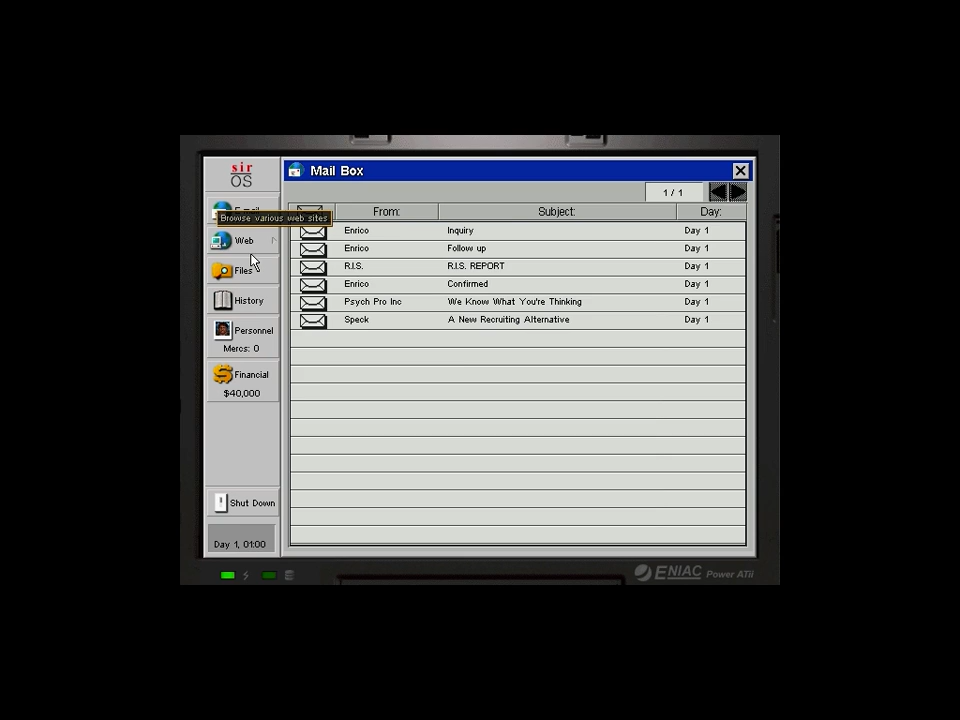 sir
OS
Mail Box
1 / 1
From:
Subject:
Day:
Browse various web sites
Enrico Inquiry Day 1
Web
Enrico Follow up Day 1
R.I.S. R.I.S. REPORT Day 1
Files
Enrico Confirmed Day 1
History
Psych Pro Inc We Know What You're Thinking Day 1
Speck A New Recruiting Alternative Day 1
Personnel
Mercs: 0
Financial
$40,000
Shut Down
Day 1, 01:00
ENIAC Power ATii